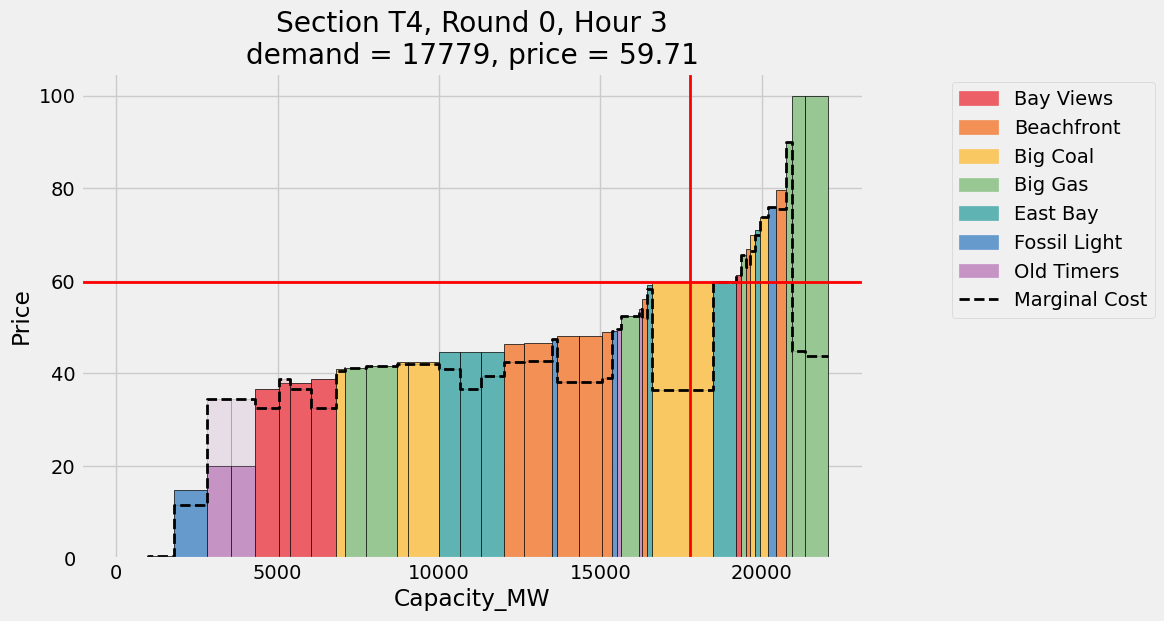 Section T4, Round 0, Hour 3
demand = 17779, price = 59.71
100
80
60
40
20
0
Price
0
5000
10000
15000
20000
Capacity_MW
Bay Views
Beachfront
Big Coal
Big Gas
East Bay
Fossil Light
Old Timers
Marginal Cost